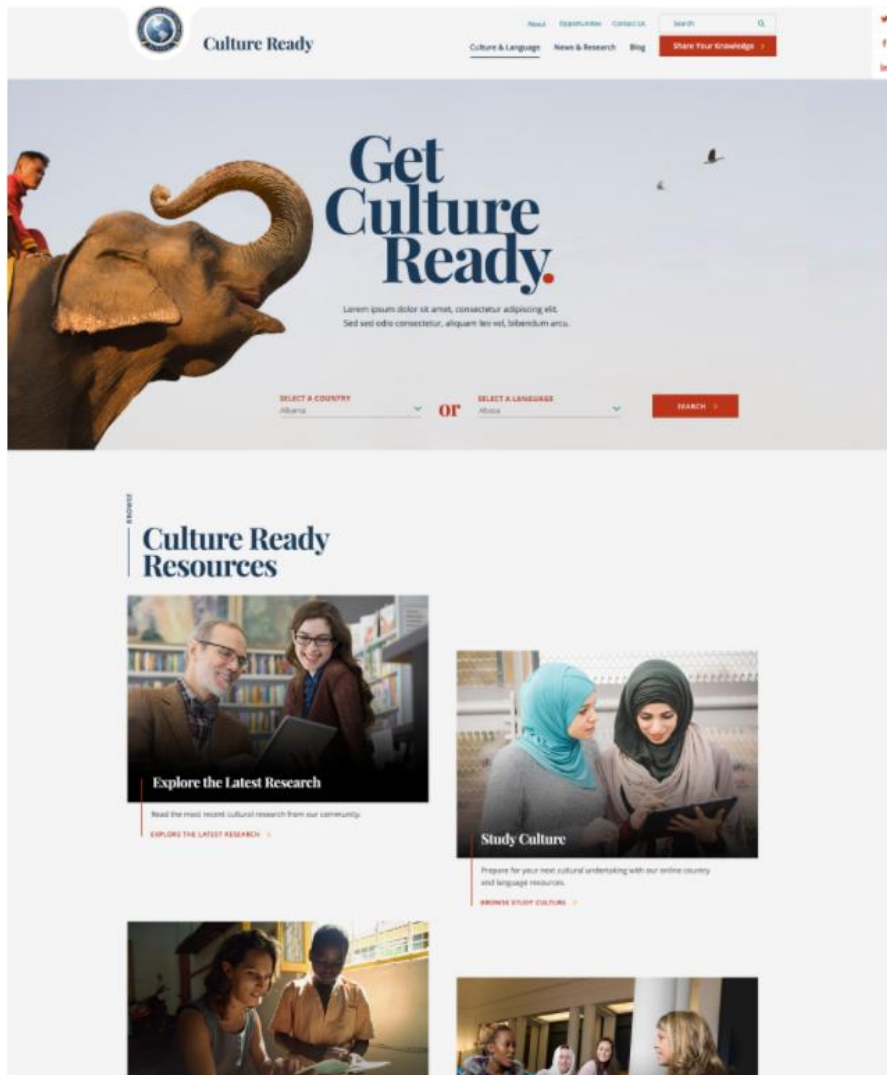 About Opportunities Contact Us Search
Culture Ready
Culture & Language News & Research Blog Share Your Knowledge
Get
Culture
Ready.
Lorem ipsum dolor sit amet, consectetur adipiscing elit.
Sed sed odio consectetur, aliquam leo vel, bibendum arcu.
SELECT A COUNTRY
Albania
or
SELECT A LANGUAGE
Abaza
SEARCH
BROWSE
Culture Ready
Resources
Explore the Latest Research
Read the most recent cultural research from our community.
EXPLORE THE LATEST RESEARCH
Study Culture
Prepare for your next cultural undertaking with our online country
and language resources.
BROWSE STUDY CULTURE